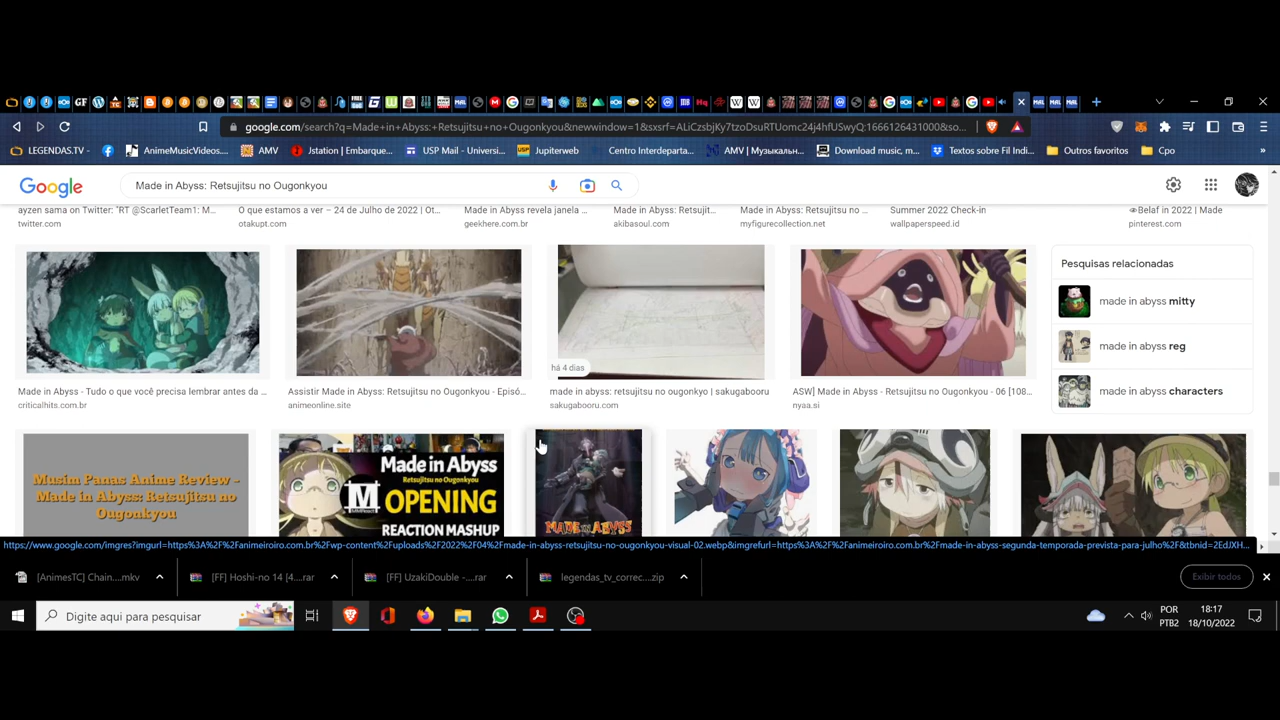 google.com/search?q=Made+in+Abyss:+Retsujitsu+no+Ougonkyou&newwindow=1&sxsrf=ALiCzsbjKy7tzoDsuRTUomc24j4hfUSWyQ:1666126431000&so...
LEGENDAS.TV - AnimeMusicVideos... AMV Jstation | Embarque... USP Mail - Universi... Jupiterweb Centro Interdeparta... AMV | Музыкальн... Download music, m... Textos sobre Fil Indi... Outros favoritos Cpo
Google
Made in Abyss: Retsujitsu no Ougonkyou
ayzen sama on Twitter: "RT @ScarletTeam1: M... O que estamos a ver – 24 de Julho de 2022 | Ot... Made in Abyss revela janela ... Made in Abyss: Retsujit... Made in Abyss: Retsujitsu no ... Summer 2022 Check-in Belaf in 2022 | Made
twitter.com otakupt.com geekhere.com.br akibasoul.com myfigurecollection.net wallpaperspeed.id pinterest.com
Pesquisas relacionadas
made in abyss mitty
made in abyss reg
há 4 dias
Made in Abyss - Tudo o que você precisa lembrar antes da ... Assistir Made in Abyss: Retsujitsu no Ougonkyou - Episó... made in abyss: retsujitsu no ougonkyo | sakugabooru ASW] Made in Abyss - Retsujitsu no Ougonkyou - 06 [108...
made in abyss characters
criticalhits.com.br animeonline.site sakugabooru.com nyaa.si
Musim Panas Anime Review –
Made in Abyss: Retsujitsu no
Ougonkyou
Made in Abyss
Retsujitsu no Ougonkyou
M OPENING
REACTION MASHUP
MADE IN ABYSS
https://www.google.com/imgres?imgurl=https%3A%2F%2Fanimeiroiro.com.br%2Fwp-content%2Fuploads%2F2022%2F04%2Fmade-in-abyss-retsujitsu-no-ougonkyou-visual-02.webp&imgrefurl=https%3A%2F%2Fanimeiroiro.com.br%2Fmade-in-abyss-segunda-temporada-prevista-para-julho%2F&tbnid=2EdJXH...
[AnimesTC] Chain....mkv [FF] Hoshi-no 14 [4....rar [FF] UzakiDouble -....rar legendas_tv_correc....zip Exibir todos
Digite aqui para pesquisar
POR 18:17
PTB2 18/10/2022